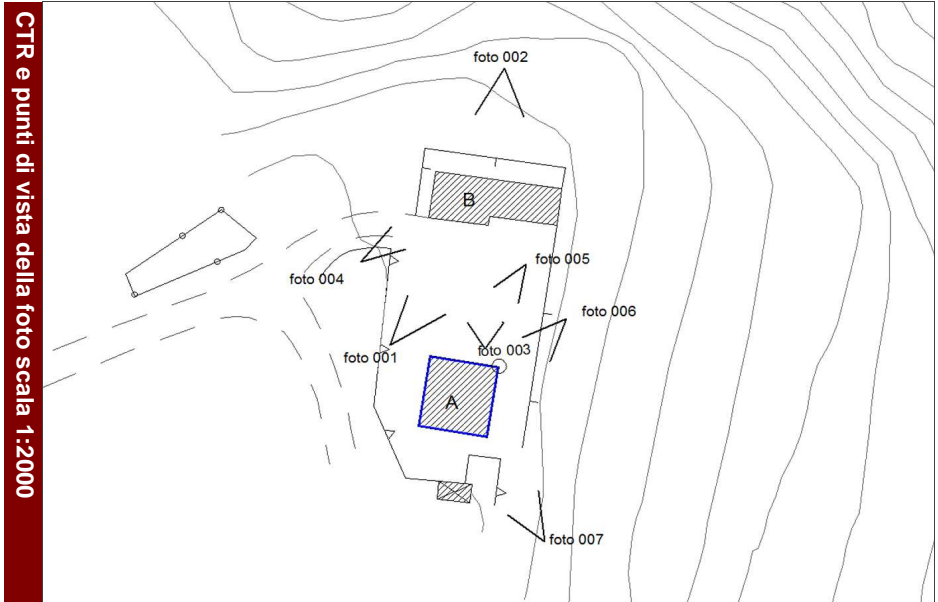 CTR e punti di vista della foto scala 1:2000
foto 002
B
foto 005
foto 004
foto 006
foto 003
foto 001
A
foto 007